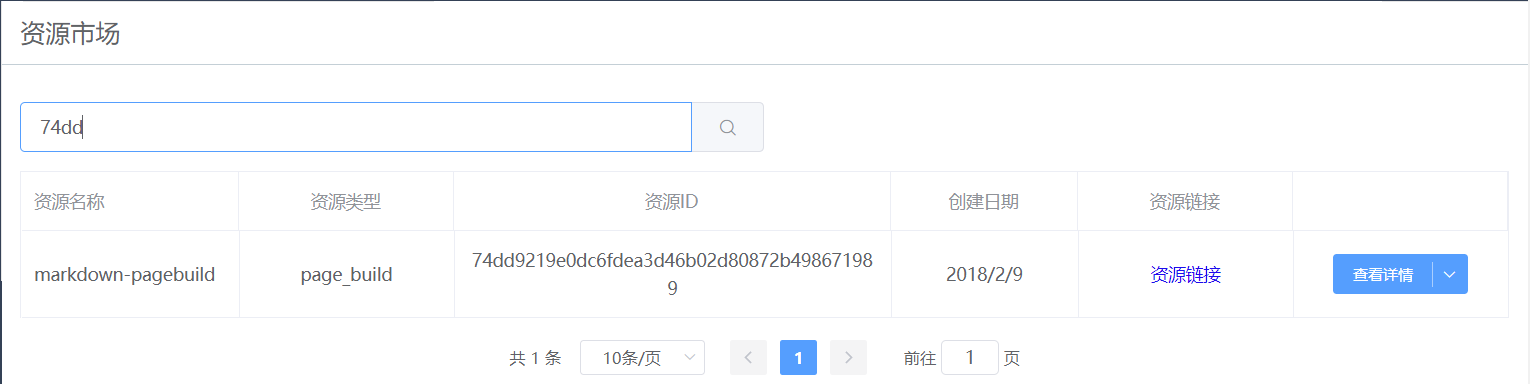 资源市场
74dd
资源名称 资源类型 资源ID 创建日期 资源链接
markdown-pagebuild page_build 74dd9219e0dc6fdea3d46b02d80872b49867198 2018/2/9 资源链接 查看详情
9
共 1 条 10条/页 1 前往 1 页